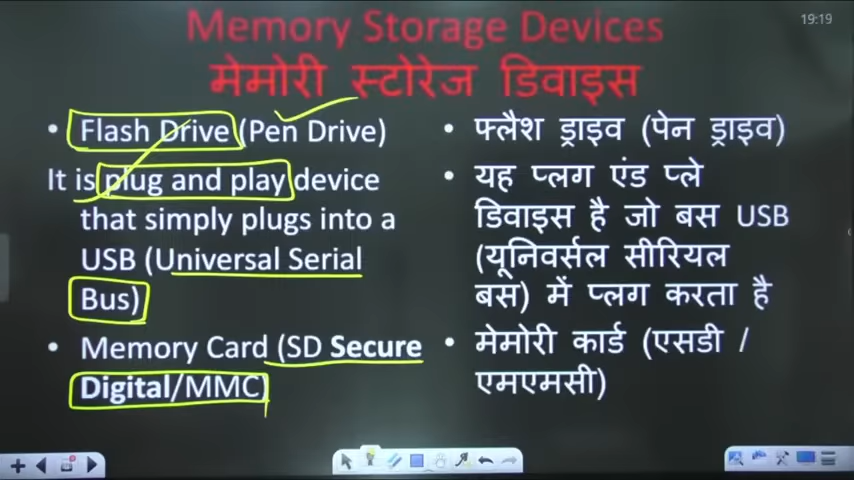 19:19
Memory Storage Devices
मेमोरी स्टोरेज डिवाइस
• Flash Drive (Pen Drive)
It is plug and play device
that simply plugs into a
USB (Universal Serial
Bus)
• Memory Card (SD Secure
Digital/MMC)
• फ्लैश ड्राइव (पेन ड्राइव)
• यह प्लग एंड प्ले
डिवाइस है जो बस USB
(यूनिवर्सल सीरियल
बस) में प्लग करता है
• मेमोरी कार्ड (एसडी /
एमएमसी)